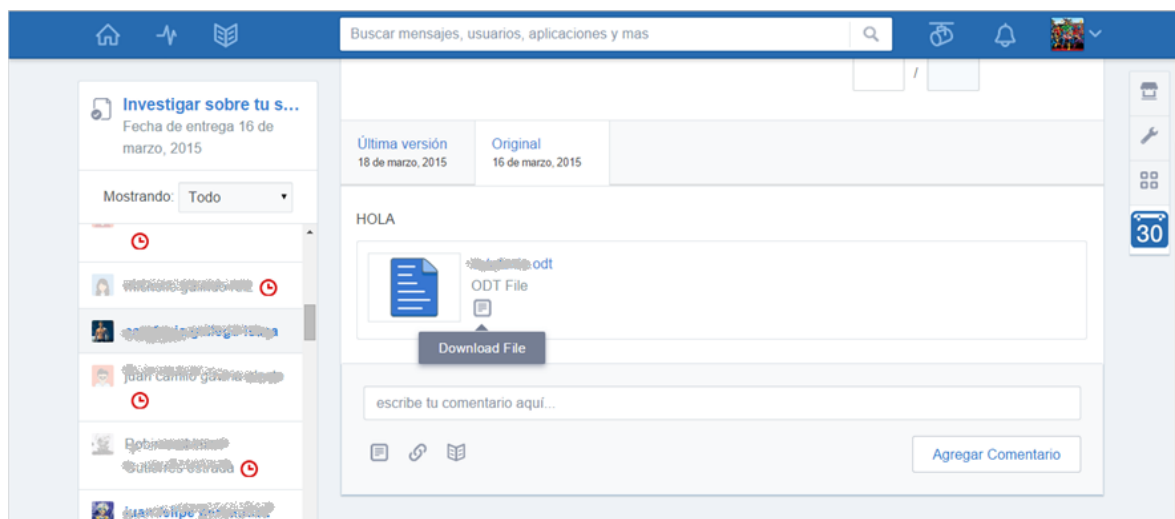 Buscar mensajes, usuarios, aplicaciones y mas
Investigar sobre tu s...
Fecha de entrega 16 de
marzo, 2015
Mostrando: Todo
/
Última versión
18 de marzo, 2015
Original
16 de marzo, 2015
HOLA
.odt
ODT File
Download File
juan camilo
escribe tu comentario aquí...
Agregar Comentario
30